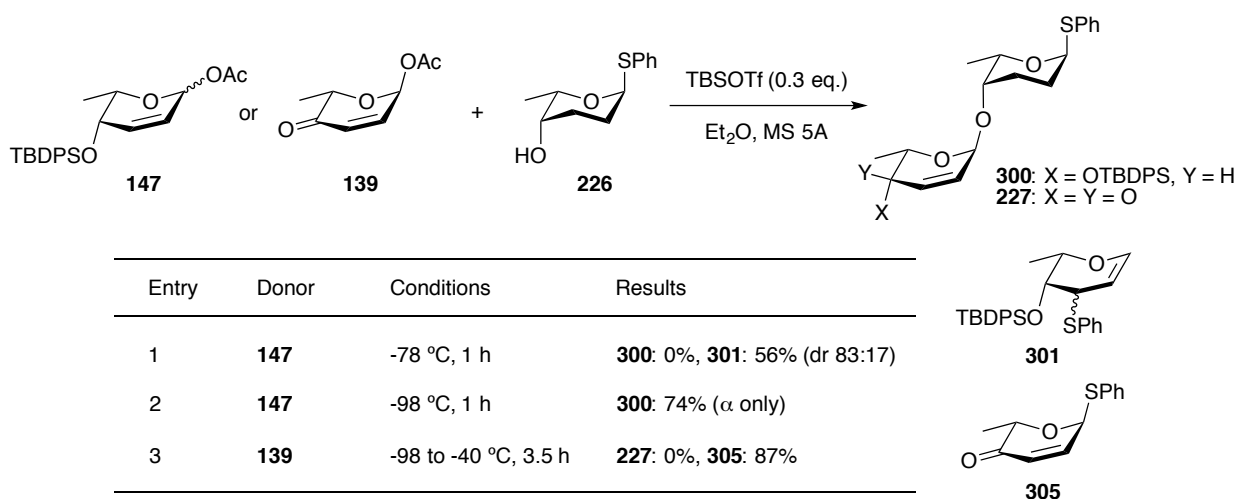 OAc
O
TBDPSO
147
or
OAc
O
O
139
+
SPh
O
HO
226
TBSOTf (0.3 eq.)
Et2O, MS 5A
SPh
O
O
O
Y
X
300: X = OTBDPS, Y = H
227: X = Y = O
Entry Donor Conditions Results
1 147 -78 ºC, 1 h 300: 0%, 301: 56% (dr 83:17)
2 147 -98 ºC, 1 h 300: 74% (α only)
3 139 -98 to -40 ºC, 3.5 h 227: 0%, 305: 87%
O
TBDPSO
SPh
301
SPh
O
O
305